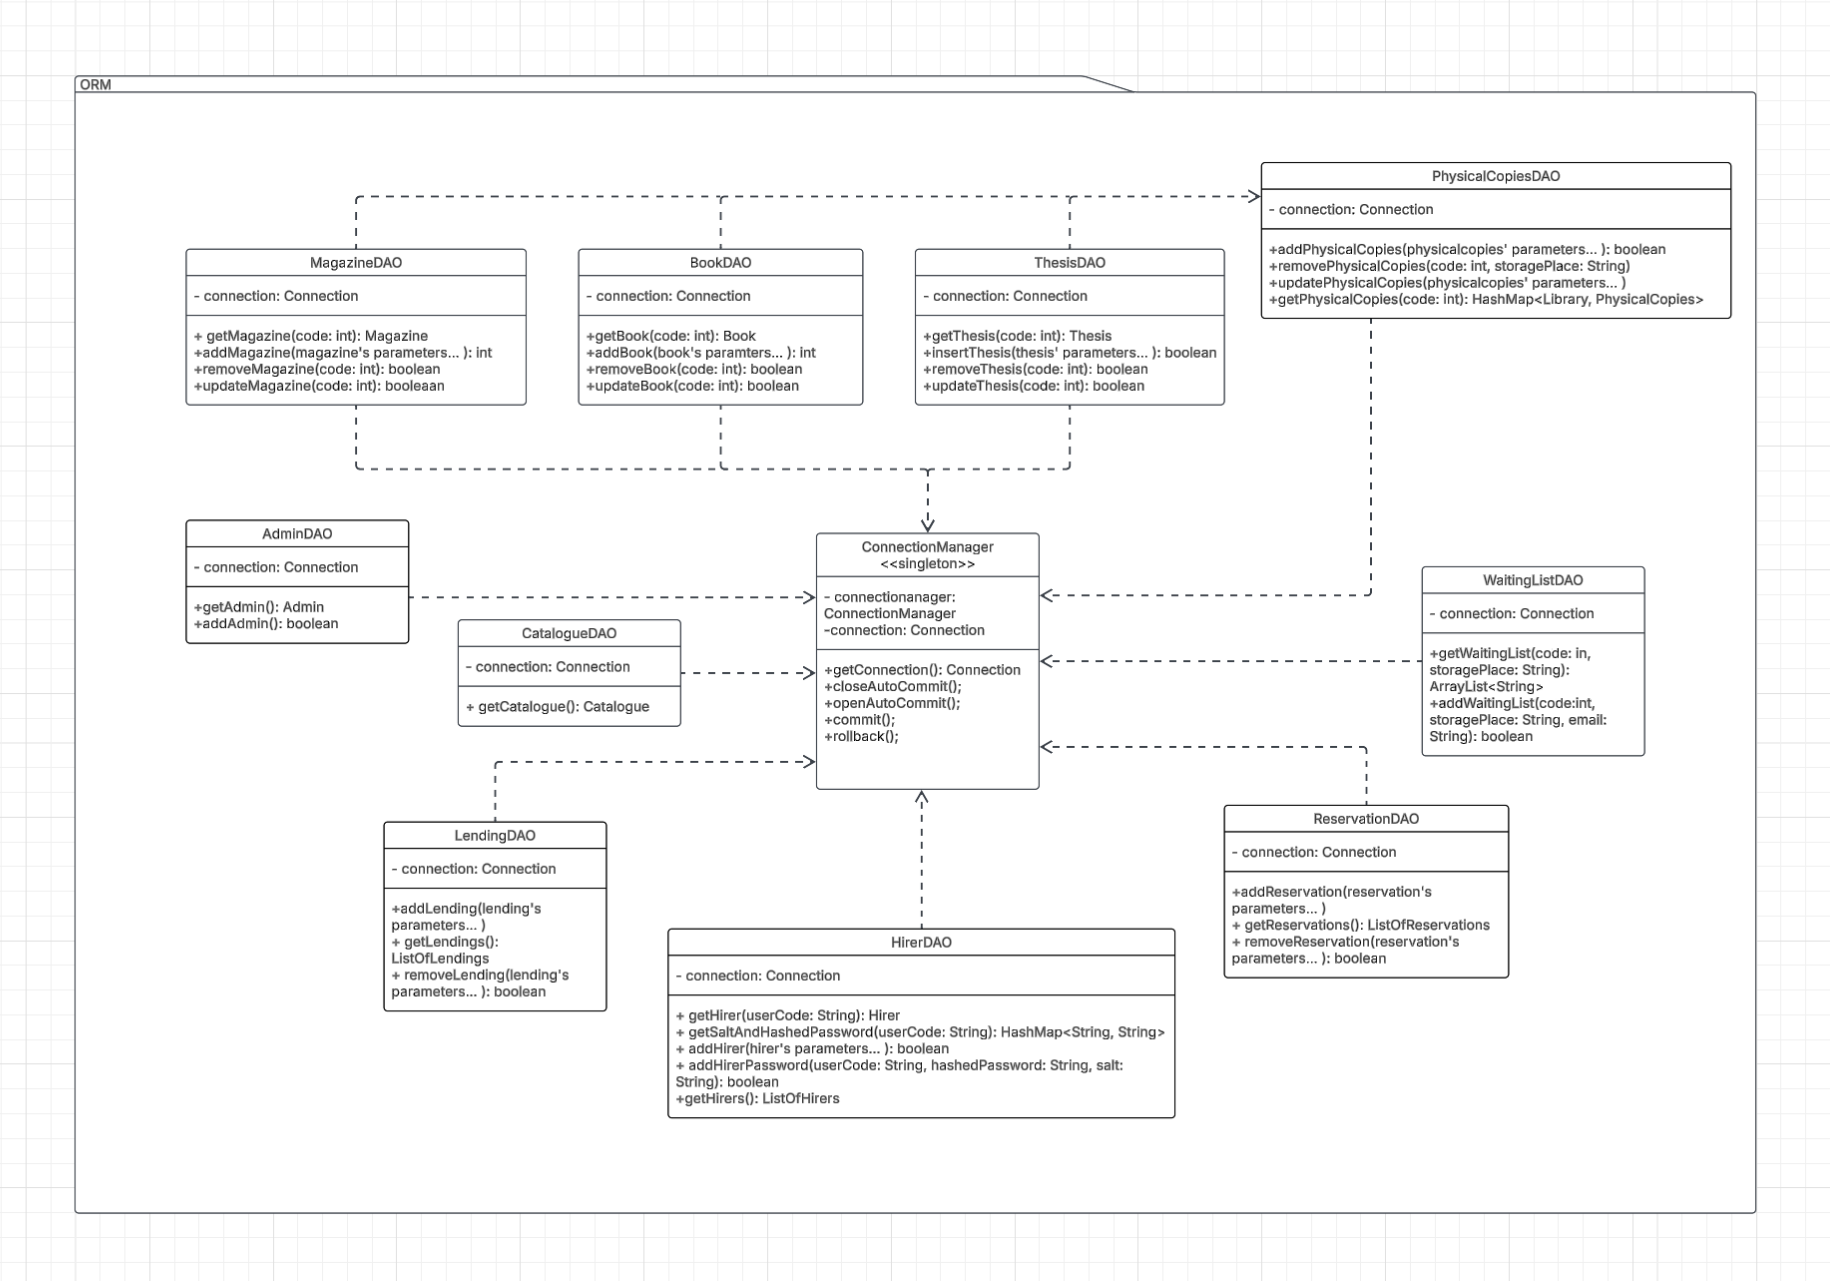 ORM
PhysicalCopiesDAO
- connection: Connection
+addPhysicalCopies(physicalcopies' parameters... ): boolean
+removePhysicalCopies(code: int, storagePlace: String)
+updatePhysicalCopies(physicalcopies' parameters... )
+getPhysicalCopies(code: int): HashMap<Library, PhysicalCopies>
MagazineDAO
- connection: Connection
+ getMagazine(code: int): Magazine
+addMagazine(magazine's parameters... ): int
+removeMagazine(code: int): boolean
+updateMagazine(code: int): booleaan
BookDAO
- connection: Connection
+getBook(code: int): Book
+addBook(book's paramters... ): int
+removeBook(code: int): boolean
+updateBook(code: int): boolean
ThesisDAO
- connection: Connection
+getThesis(code: int): Thesis
+insertThesis(thesis' parameters... ): boolean
+removeThesis(code: int): boolean
+updateThesis(code: int): boolean
AdminDAO
- connection: Connection
+getAdmin(): Admin
+addAdmin(): boolean
ConnectionManager
<<singleton>>
- connectionanager:
ConnectionManager
-connection: Connection
+getConnection(): Connection
+closeAutoCommit();
+openAutoCommit();
+commit();
+rollback();
WaitingListDAO
- connection: Connection
+getWaitingList(code: in,
storagePlace: String):
ArrayList<String>
+addWaitingList(code:int,
storagePlace: String, email:
String): boolean
CatalogueDAO
- connection: Connection
+ getCatalogue(): Catalogue
LendingDAO
- connection: Connection
+addLending(lending's
parameters... )
+ getLendings():
ListOfLendings
+ removeLending(lending's
parameters... ): boolean
ReservationDAO
- connection: Connection
+addReservation(reservation's
parameters... )
+ getReservations(): ListOfReservations
+ removeReservation(reservation's
parameters... ): boolean
HirerDAO
- connection: Connection
+ getHirer(userCode: String): Hirer
+ getSaltAndHashedPassword(userCode: String): HashMap<String, String>
+ addHirer(hirer's parameters... ): boolean
+ addHirerPassword(userCode: String, hashedPassword: String, salt:
String): boolean
+getHirers(): ListOfHirers